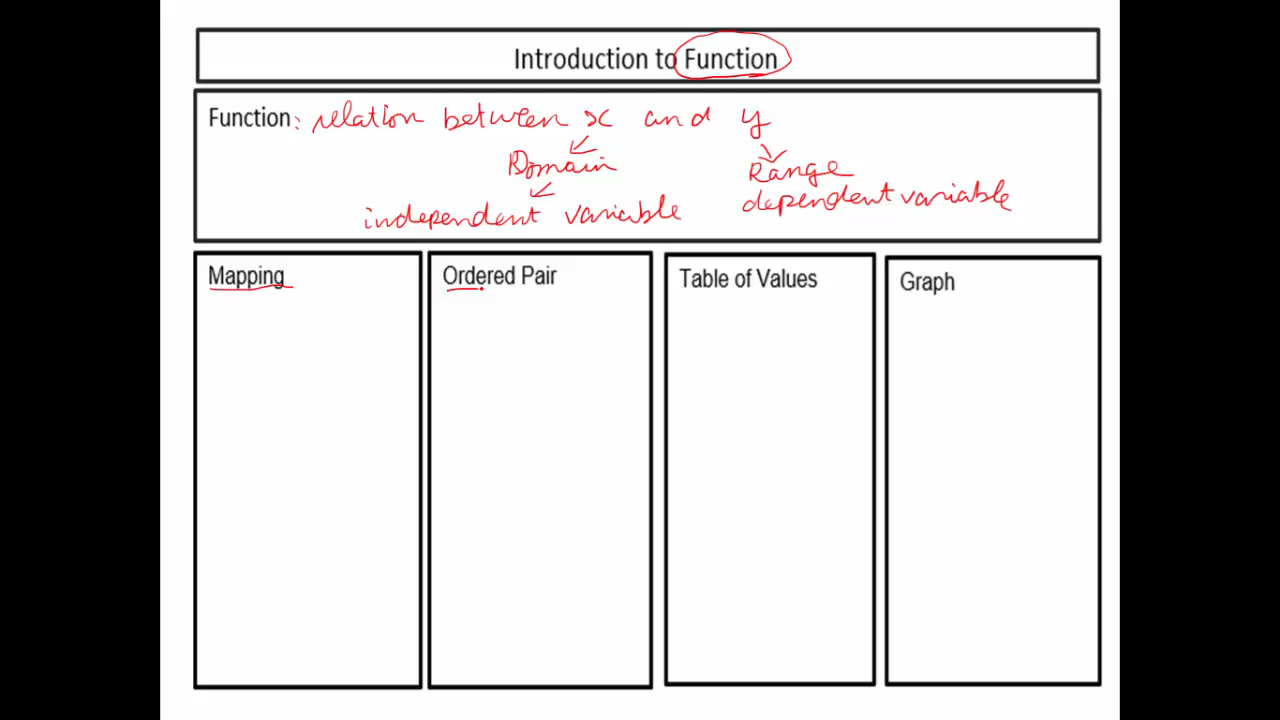 Introduction to Function
Function: relation between x and y
Domain
Range
independent variable
dependent variable
Mapping
Ordered Pair
Table of Values
Graph